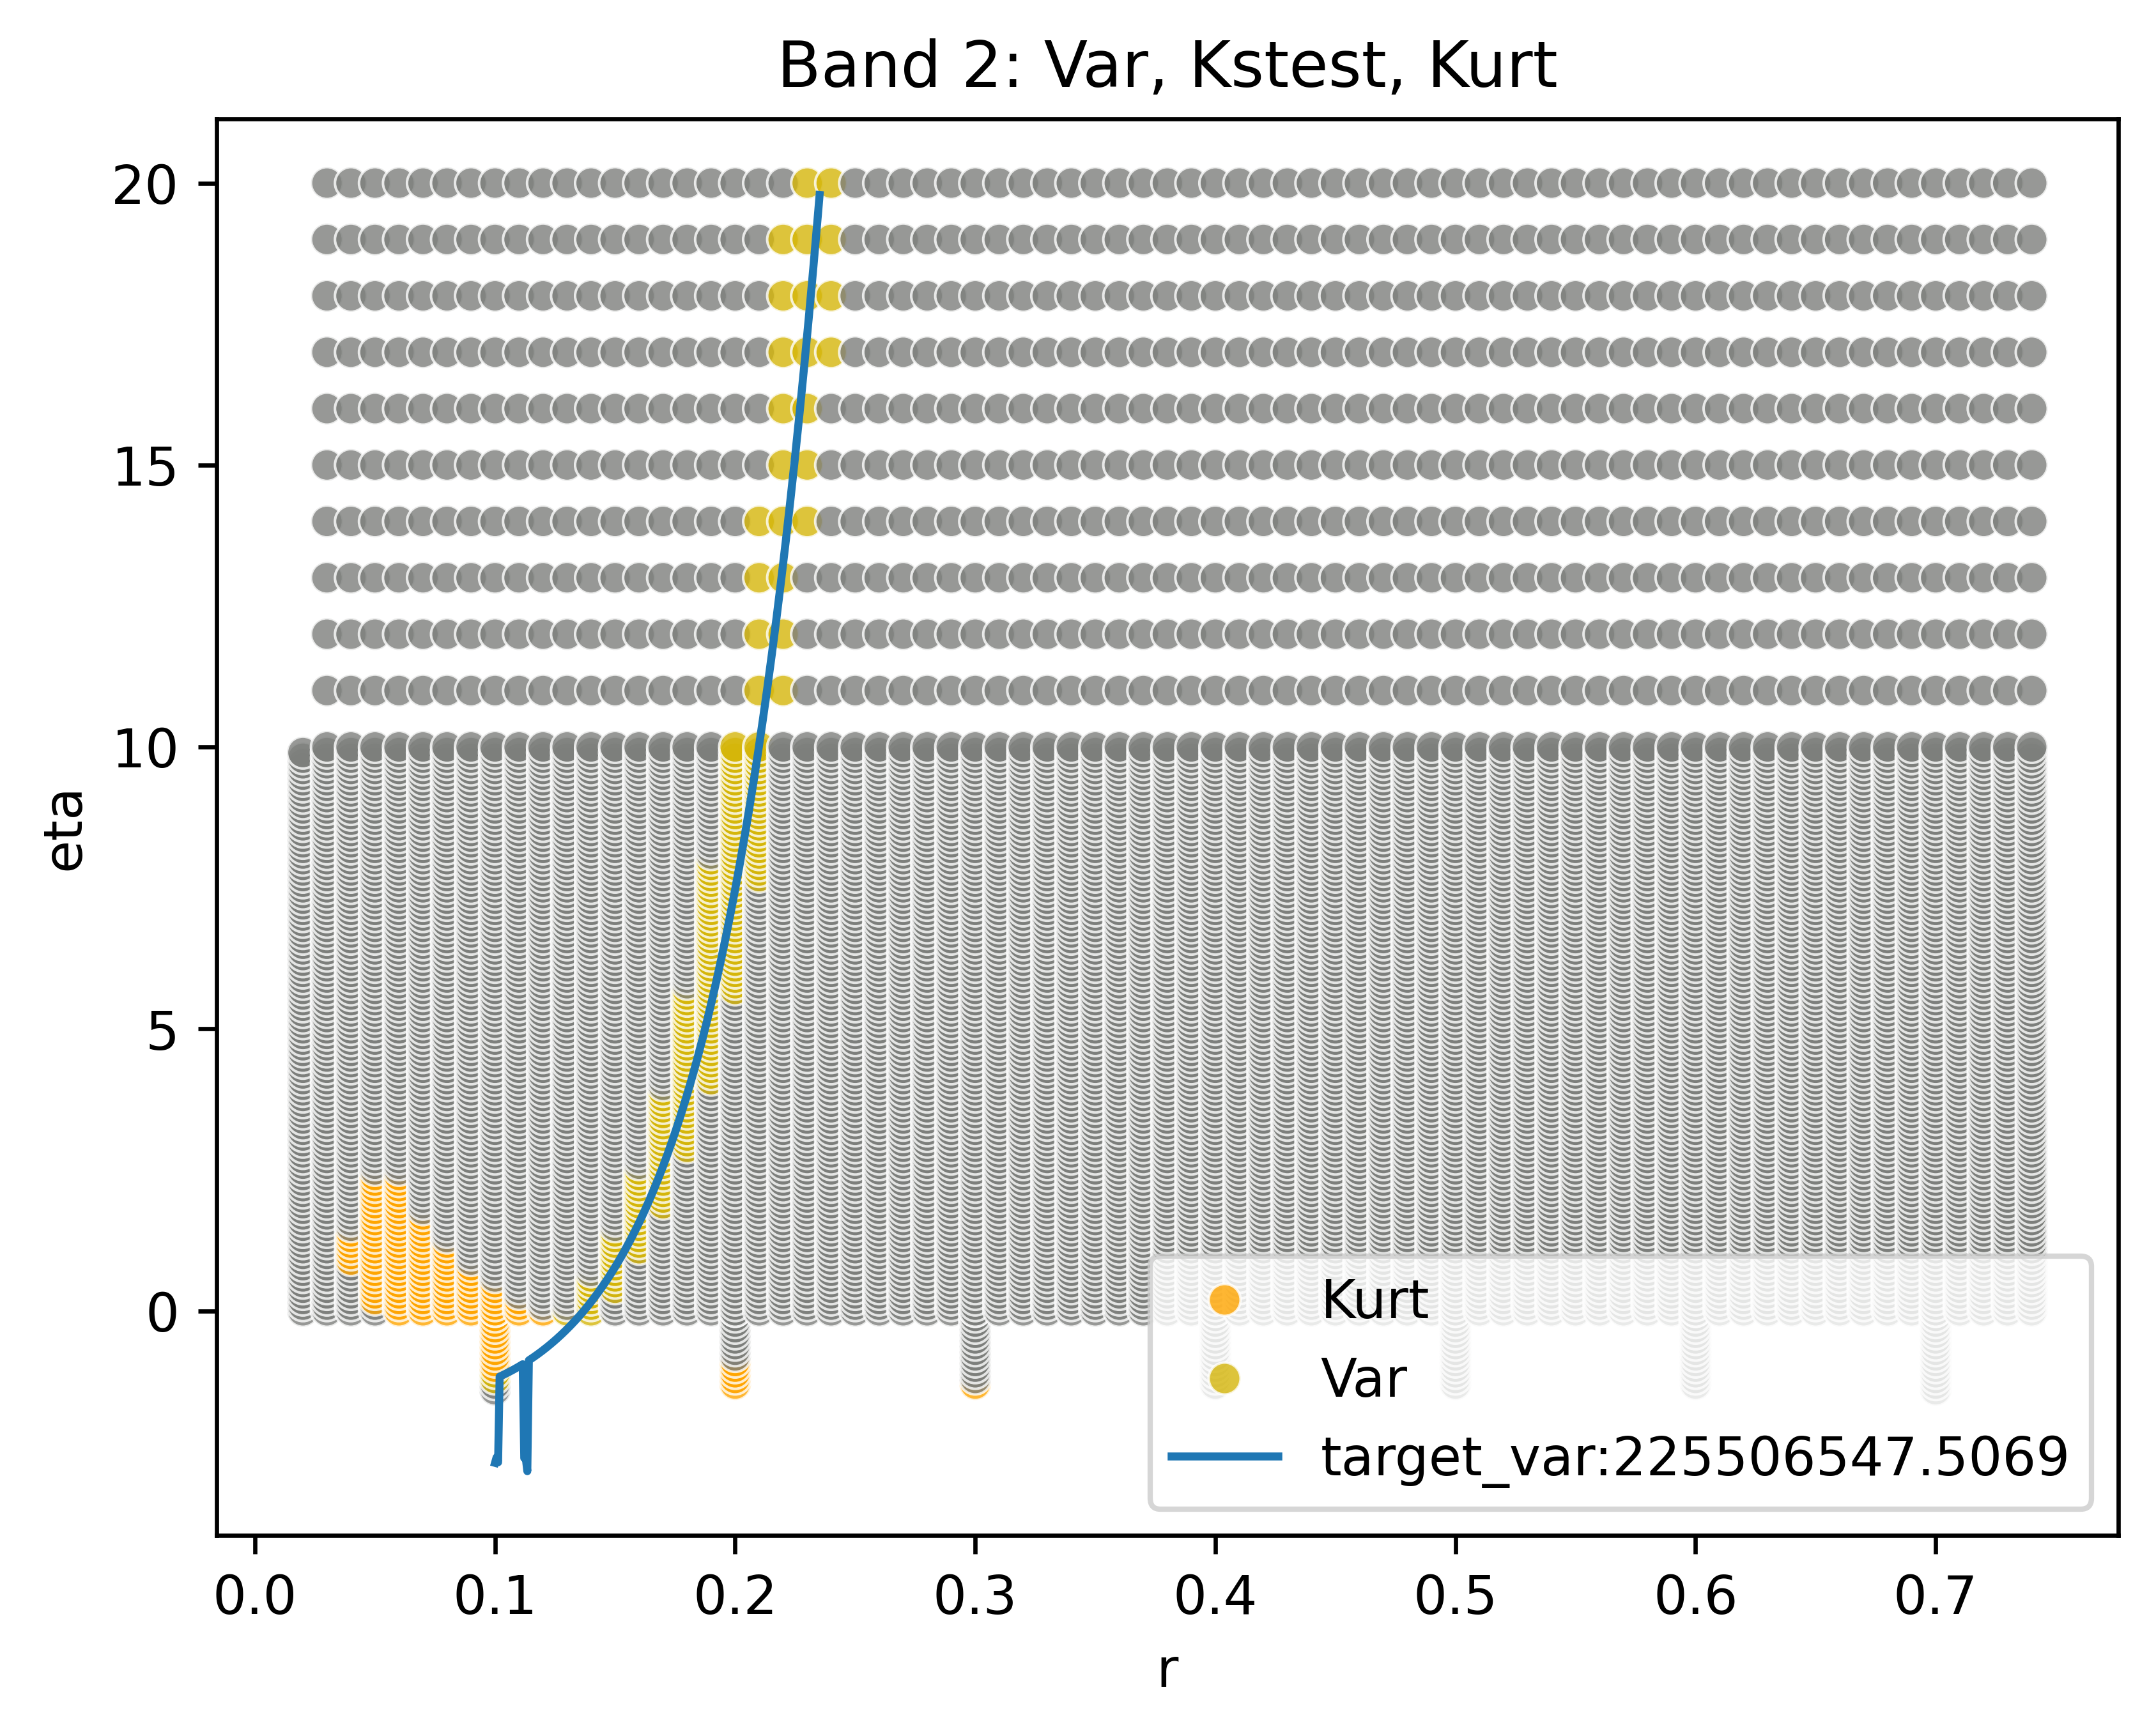 Band 2: Var, Kstest, Kurt
20
15
10
5
0
eta
Kurt
Var
target_var:225506547.5069
0.0 0.1 0.2 0.3 0.4 0.5 0.6 0.7
r